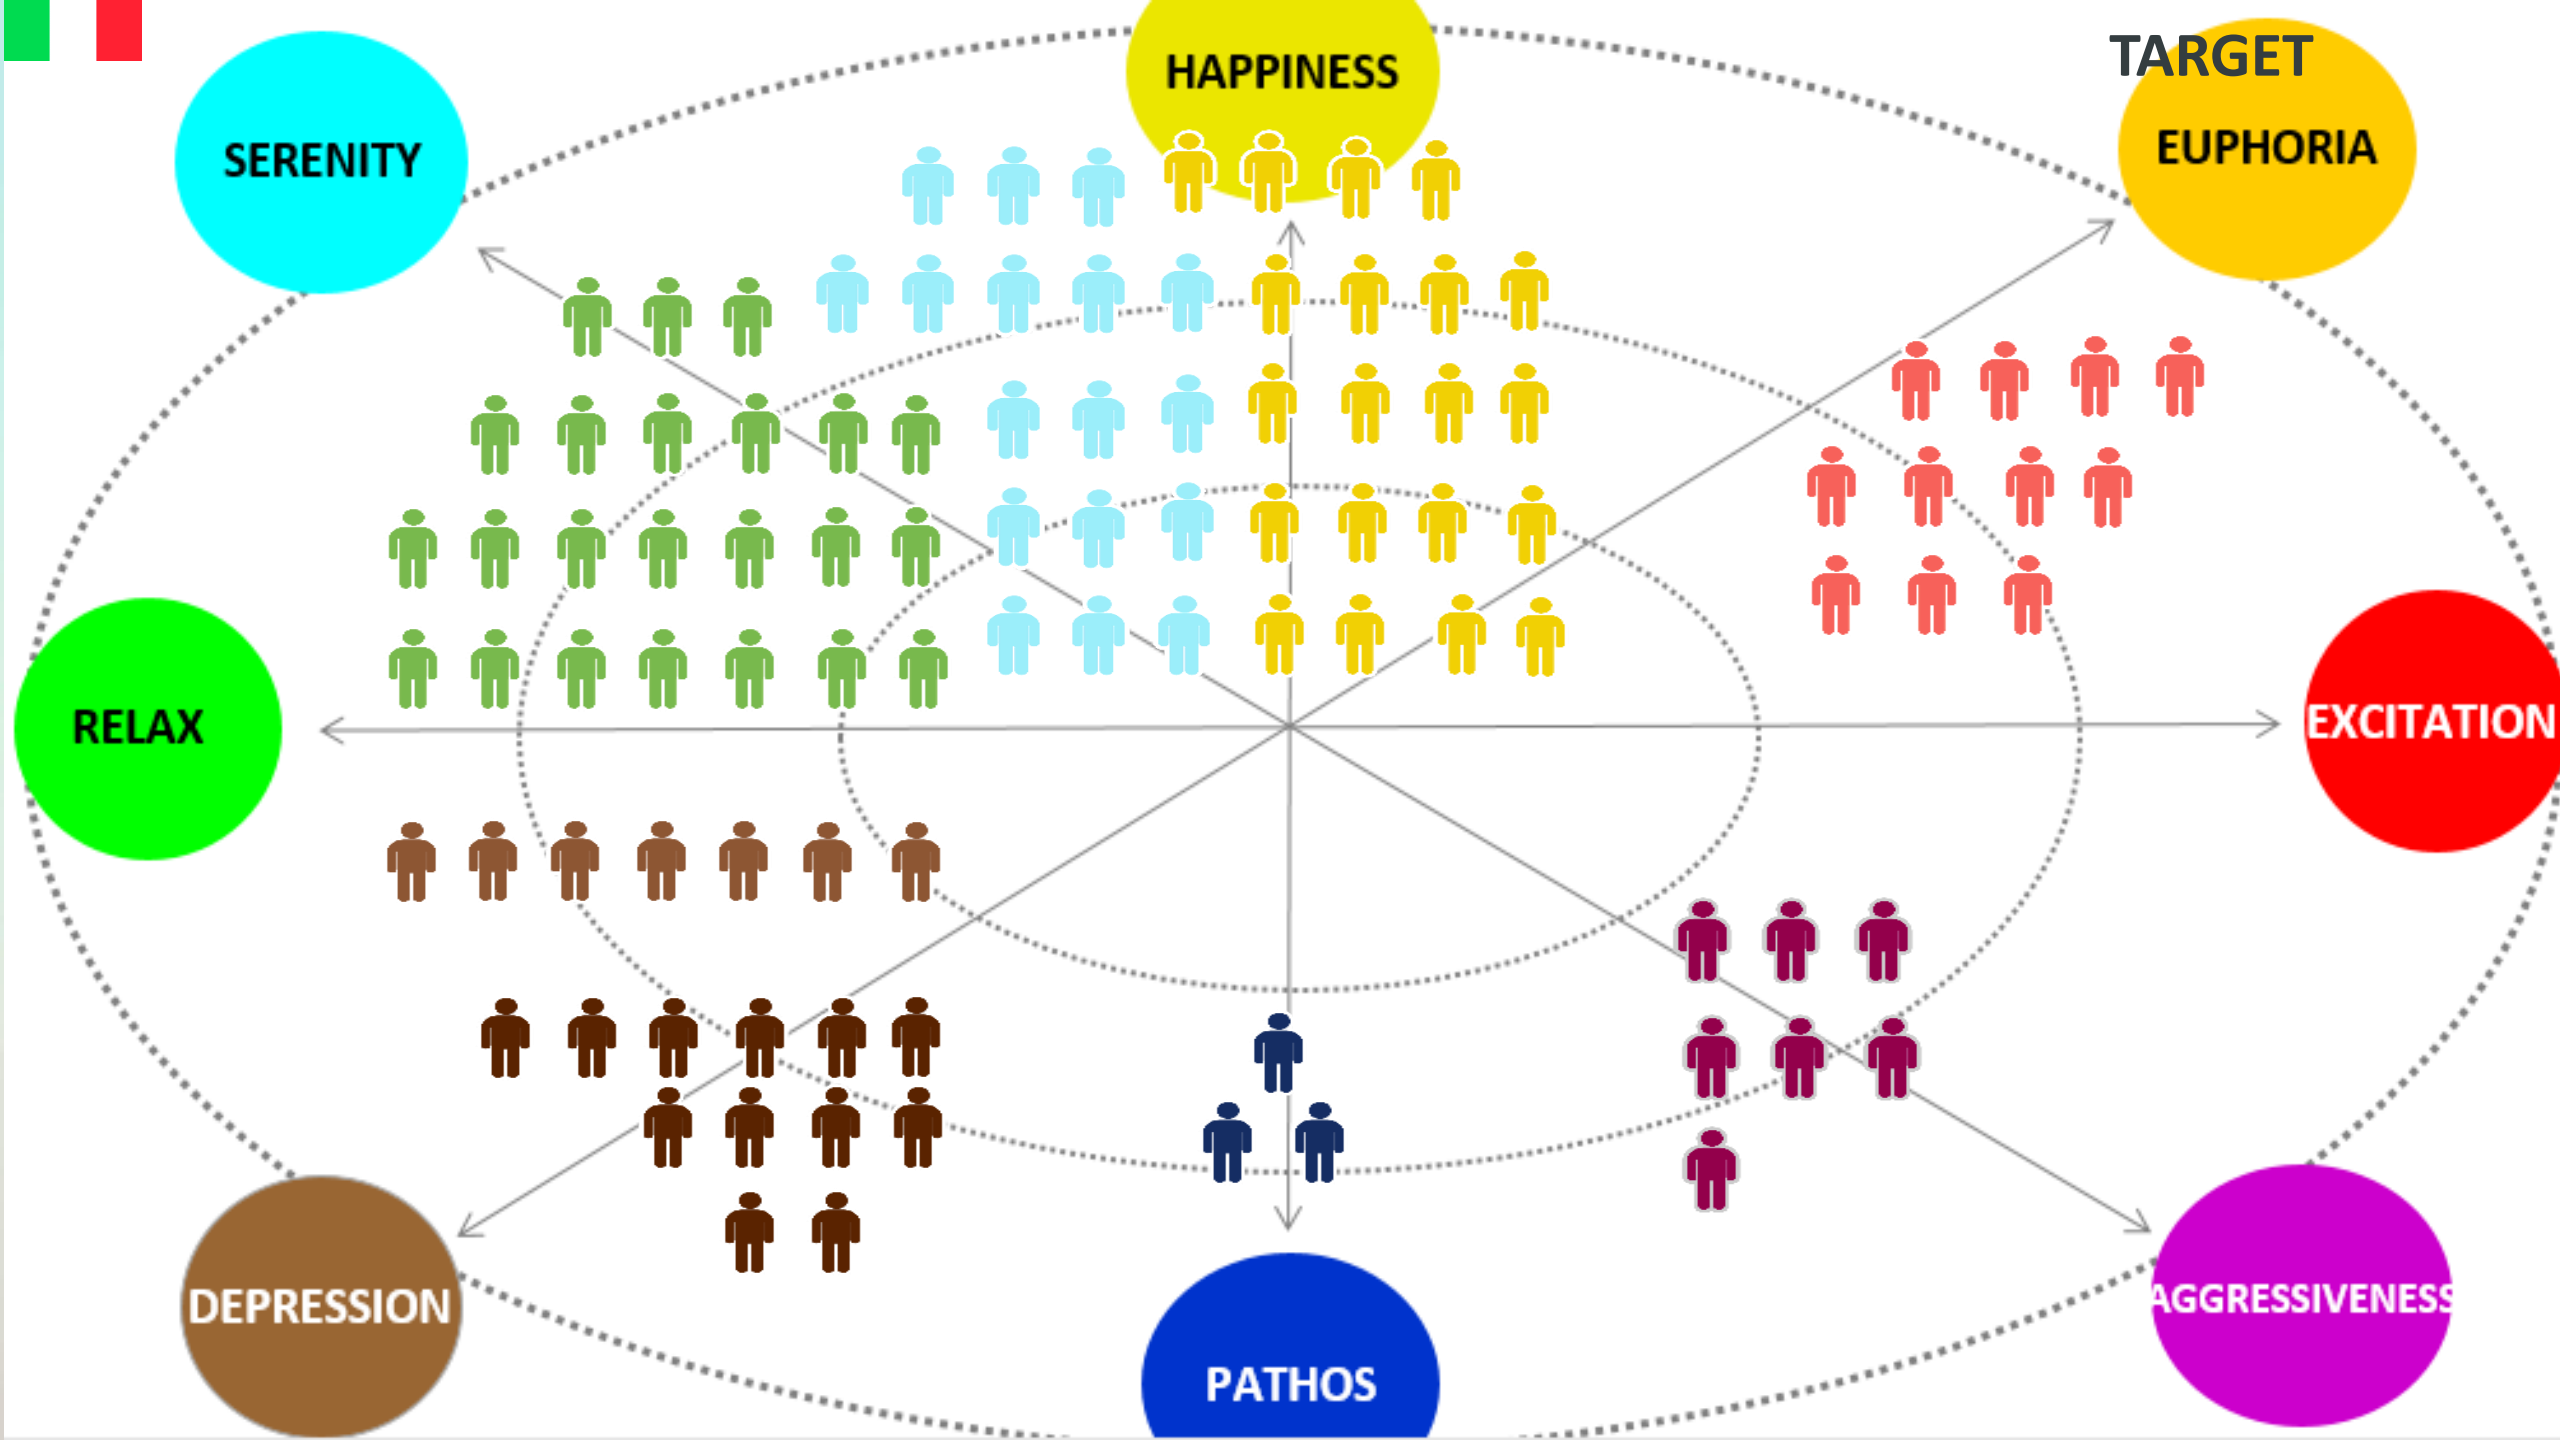 TARGET
HAPPINESS
EUPHORIA
SERENITY
RELAX
EXCITATION
DEPRESSION
AGGRESSIVENESS
PATHOS